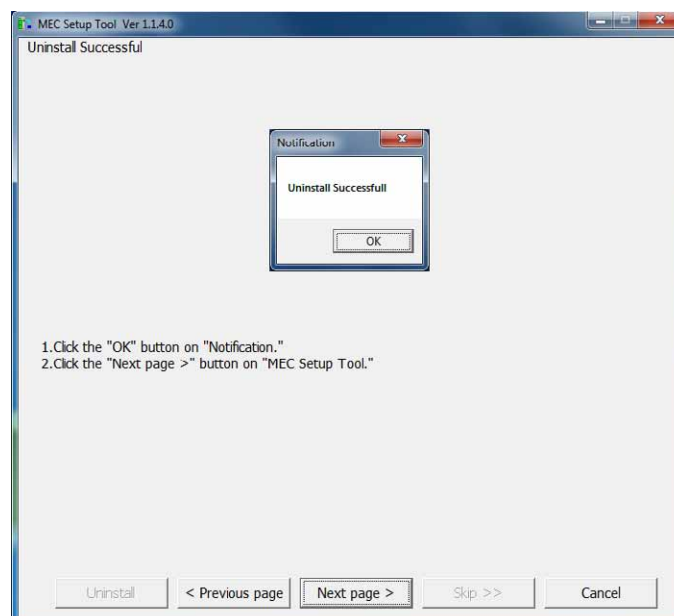 MEC Setup Tool Ver 1.1.4.0
Uninstall Successful
Notification
Uninstall Successfull
OK
1.Click the "OK" button on "Notification."
2.Click the "Next page >" button on "MEC Setup Tool."
Uninstall
< Previous page
Next page >
Skip >>
Cancel